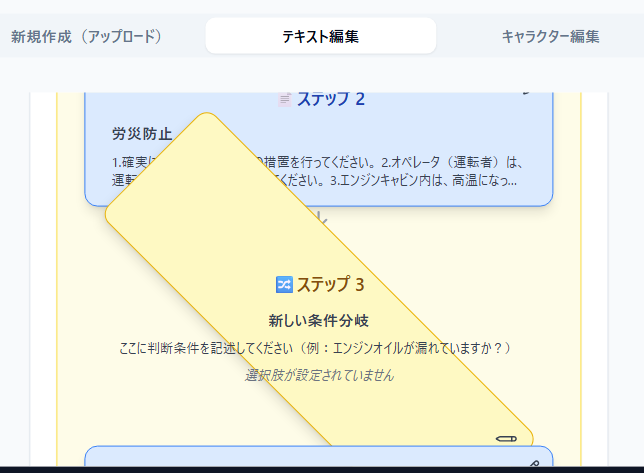 新規作成（アップロード）
テキスト編集
キャラクター編集
ステップ 2
労災防止
1.確実に
の措置を行ってください。 2.オペレータ（運転者）は、
運転
ください。 3.エンジンキャビン内は、高温になっ...
ステップ 3
新しい条件分岐
ここに判断条件を記述してください（例：エンジンオイルが漏れていますか？）
選択肢が設定されていません